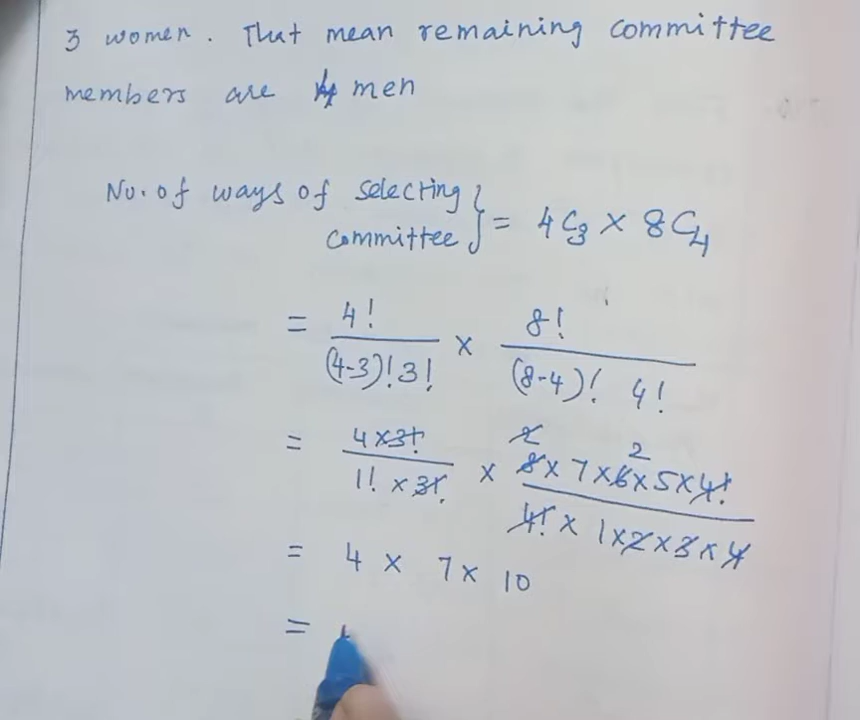 3 women. That mean remaining committee
members are 4 men
No. of ways of selecting
committee } = 4C3 × 8C4
= 4! / (4-3)! 3! × 8! / (8-4)! 4!
= 4×3! / 1! ×3! × 8×7×6×5×4! / 4! × 1×2×3×4
2 2
= 4 × 7 × 10
=